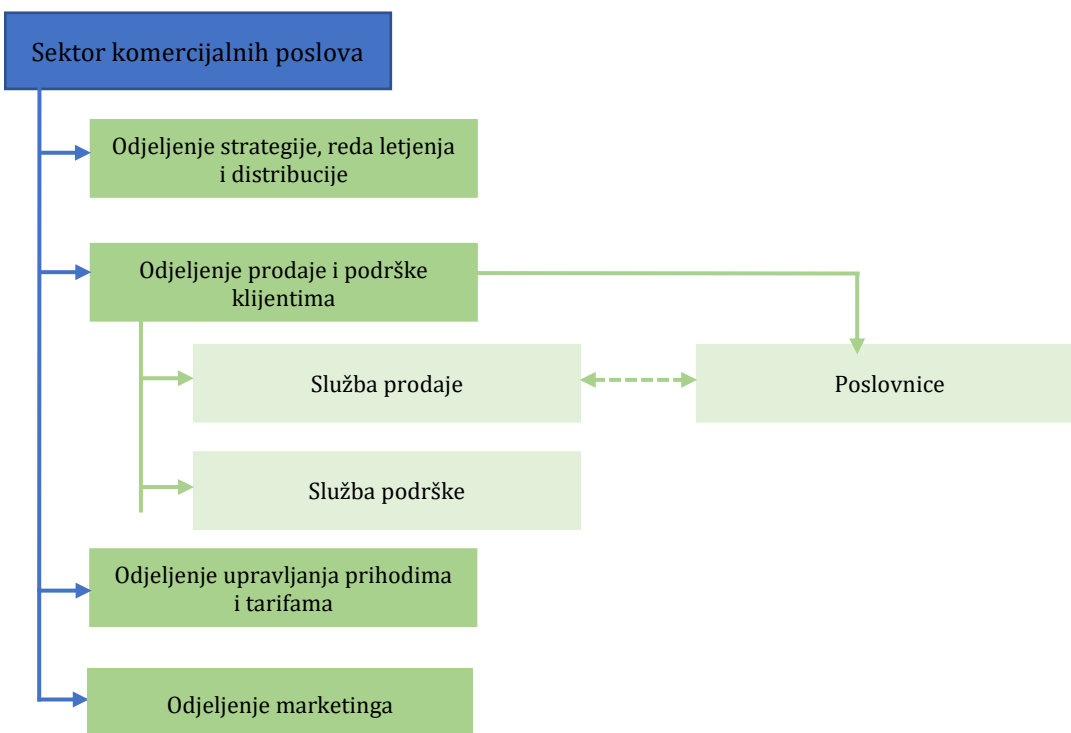 Sektor komercijalnih poslova
Odjeljenje strategije, reda letjenja
i distribucije
Odjeljenje prodaje i podrške
klijentima
Služba prodaje
Poslovnice
Služba podrške
Odjeljenje upravljanja prihodima
i tarifama
Odjeljenje marketinga